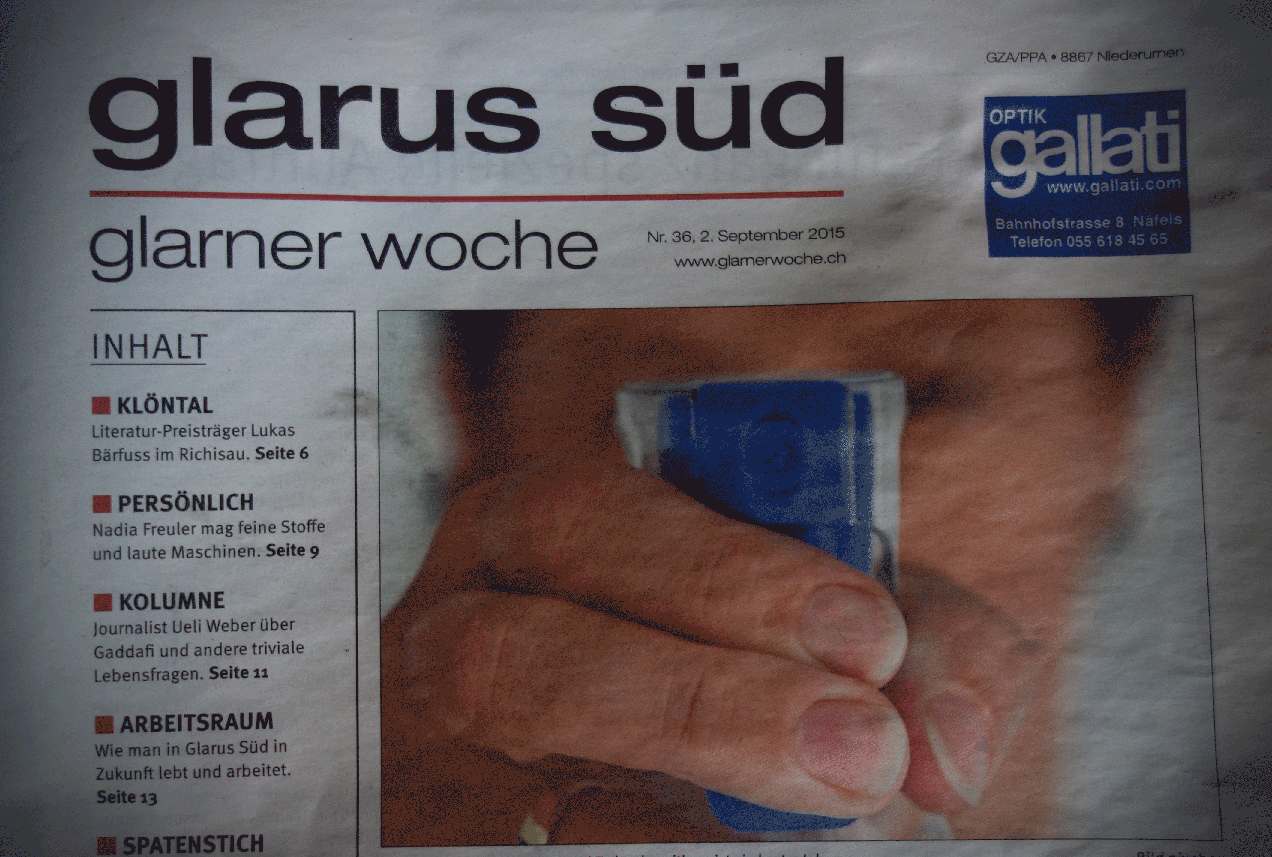 glarus süd
GZA/PPA • 8867 Niederurnen
OPTIK
gallati
www.gallati.com
Bahnhofstrasse 8 Näfels
Telefon 055 618 45 65
glarner woche
Nr. 36, 2. September 2015
www.glarnerwoche.ch
INHALT
KLÖNTAL
Literatur-Preisträger Lukas
Bärfuss im Richisau. Seite 6
PERSÖNLICH
Nadia Freuler mag feine Stoffe
und laute Maschinen. Seite 9
KOLUMNE
Journalist Ueli Weber über
Gaddafi und andere triviale
Lebensfragen. Seite 11
ARBEITSRAUM
Wie man in Glarus Süd in
Zukunft lebt und arbeitet.
Seite 13
SPATENSTICH